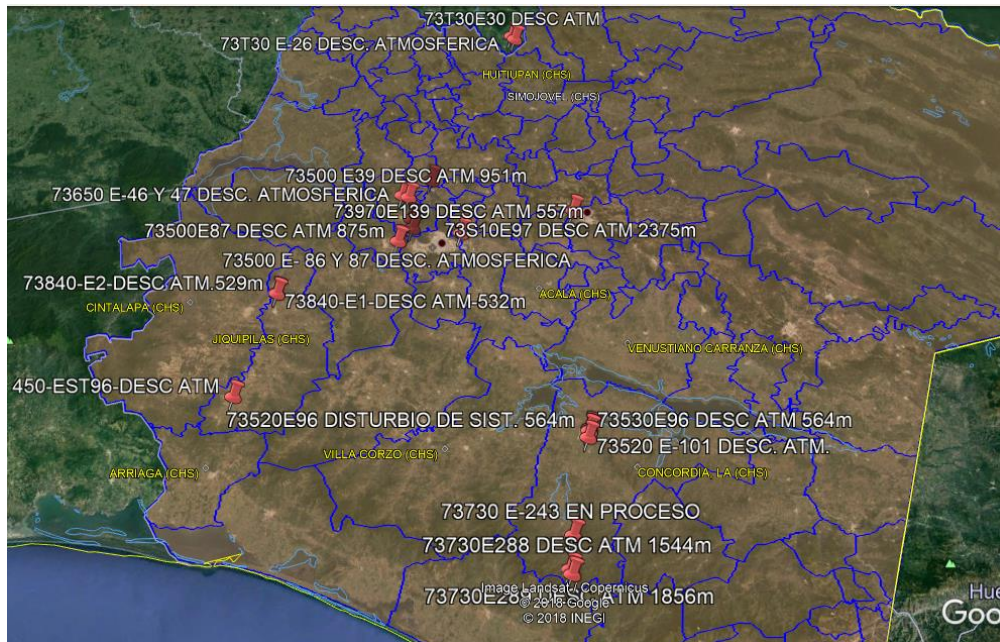 73T30E30 DESC ATM
73T30 E-26 DESC. ATMOSFERICA
HUITIUPAN (CHS)
SIMOJOVEL (CHS)
73500 E39 DESC ATM 951m
73650 E-46 Y 47 DESC. ATMOSFERICA
73970E139 DESC ATM 557m
73500E87 DESC ATM 875m
73S10E97 DESC ATM 2375m
73500 E- 86 Y 87 DESC. ATMOSFERICA
73840-E2-DESC ATM.529m
73840-E1-DESC ATM-532m
CINTALAPA (CHS)
ACALA (CHS)
JIQUIPILAS (CHS)
VENUSTIANO CARRANZA (CHS)
450-EST96-DESC ATM
73520E96 DISTURBIO DE SIST. 564m
73530E96 DESC ATM 564m
73520 E-101 DESC. ATM.
VILLA CORZO (CHS)
ARRIAGA (CHS)
CONCORDIA, LA (CHS)
73730 E-243 EN PROCESO
73730E288 DESC ATM 1544m
73730E289 DESC. ATM 1856m
Image Landsat / Copernicus
© 2018 Google
© 2018 INEGI
Hue
Goo